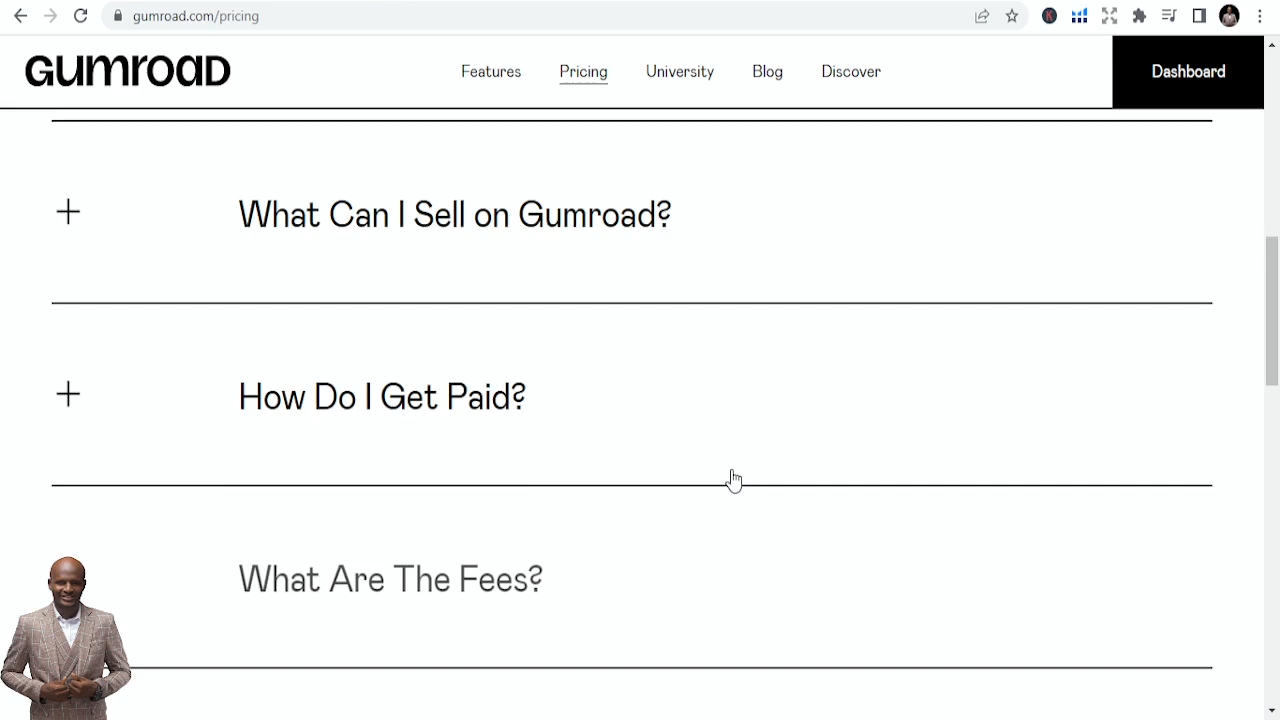 gumroad.com/pricing
K
GUMROAD
Features
Pricing
University
Blog
Discover
Dashboard
What Can I Sell on Gumroad?
How Do I Get Paid?
What Are The Fees?